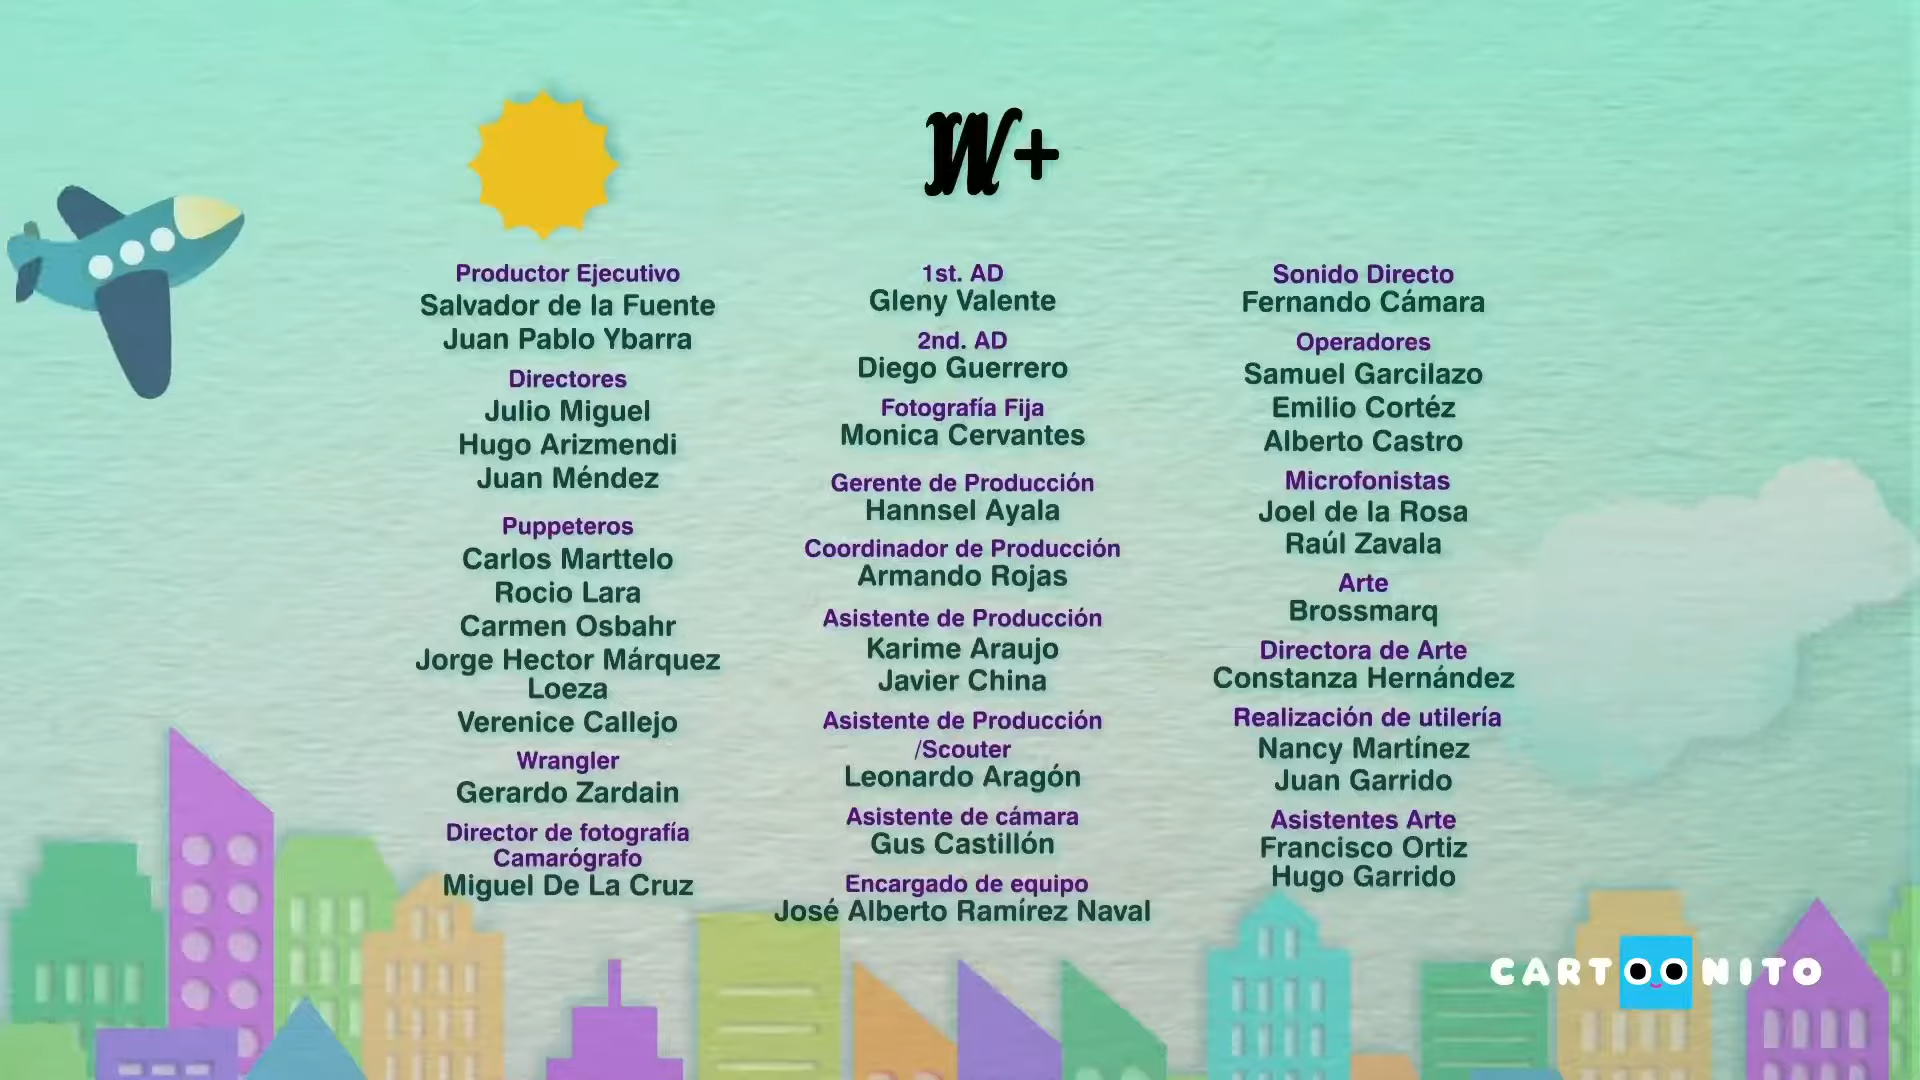 W+
Productor Ejecutivo
Salvador de la Fuente
Juan Pablo Ybarra
Directores
Julio Miguel
Hugo Arizmendi
Juan Méndez
Puppeteros
Carlos Marttelo
Rocio Lara
Carmen Osbahr
Jorge Hector Márquez
Loeza
Verenice Callejo
Wrangler
Gerardo Zardain
Director de fotografía
Camarógrafo
Miguel De La Cruz
1st. AD
Gleny Valente
2nd. AD
Diego Guerrero
Fotografía Fija
Monica Cervantes
Gerente de Producción
Hannsel Ayala
Coordinador de Producción
Armando Rojas
Asistente de Producción
Karime Araujo
Javier China
Asistente de Producción
/Scouter
Leonardo Aragón
Asistente de cámara
Gus Castillón
Encargado de equipo
José Alberto Ramírez Naval
Sonido Directo
Fernando Cámara
Operadores
Samuel Garcilazo
Emilio Cortéz
Alberto Castro
Microfonistas
Joel de la Rosa
Raúl Zavala
Arte
Brossmarq
Directora de Arte
Constanza Hernández
Realización de utilería
Nancy Martínez
Juan Garrido
Asistentes Arte
Francisco Ortiz
Hugo Garrido
CARTOONITO